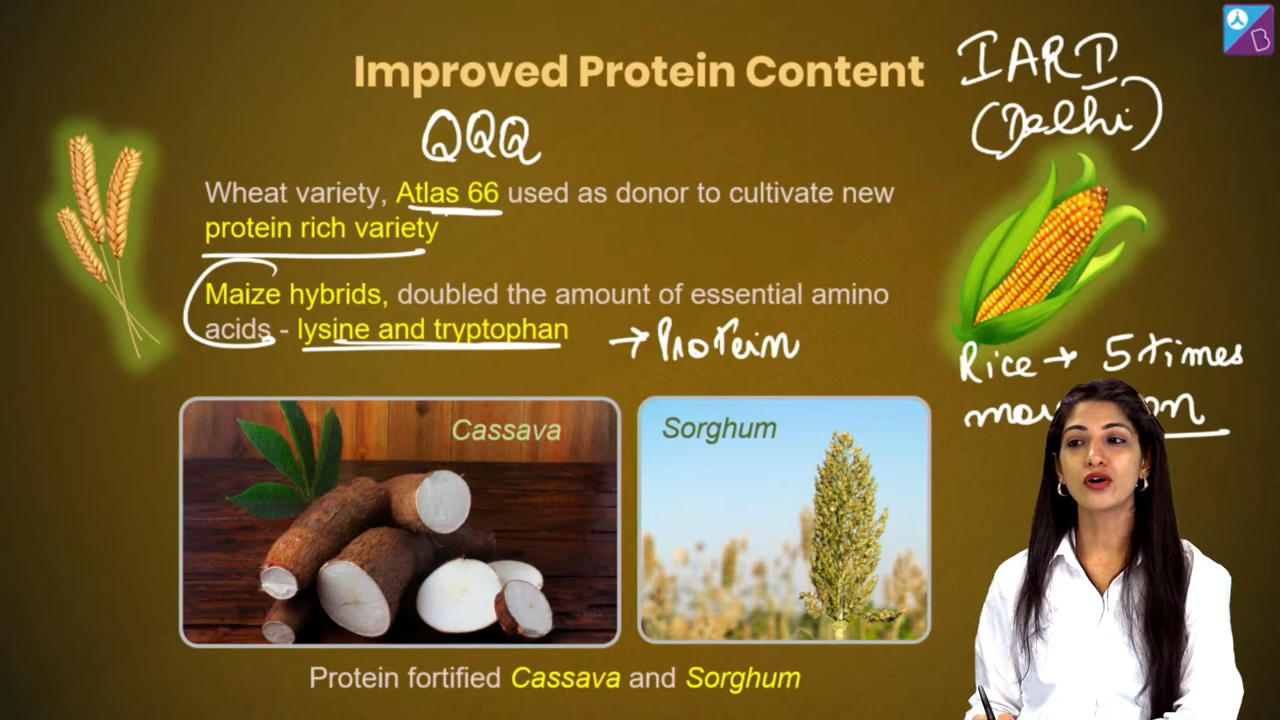 Improved Protein Content
IARI
(Delhi)
QQQ
Wheat variety, Atlas 66 used as donor to cultivate new
protein rich variety
Maize hybrids, doubled the amount of essential amino
acids - lysine and tryptophan
→ Protein
Rice → 5 times
Cassava
Sorghum
Protein fortified Cassava and Sorghum